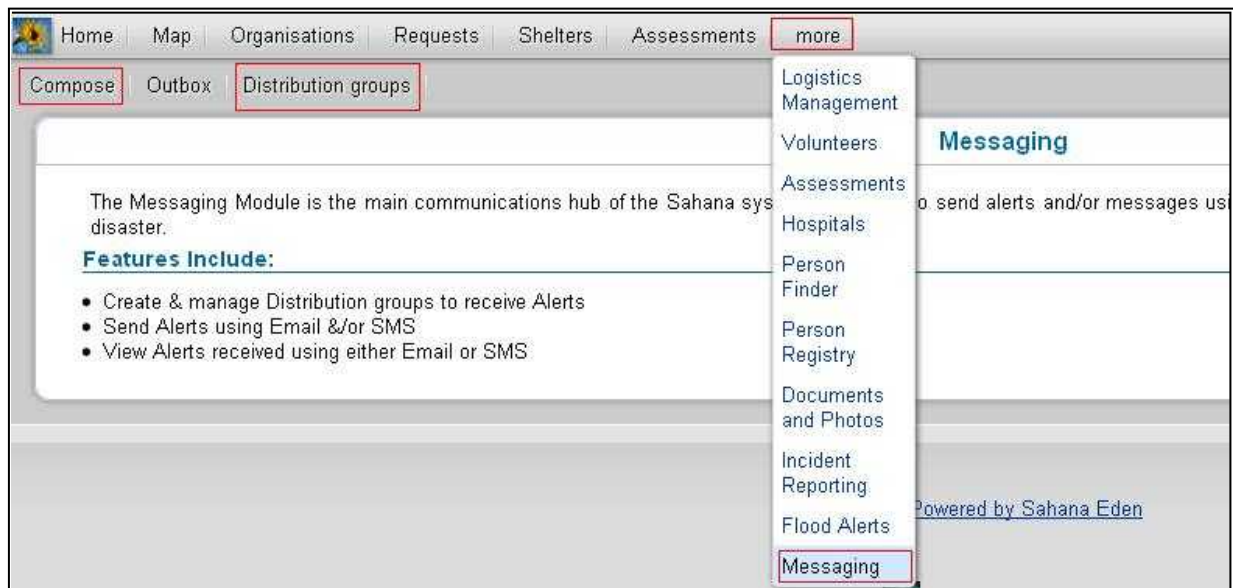 Home Map Organisations Requests Shelters Assessments more
Compose Outbox Distribution groups
Logistics
Management
Volunteers
Assessments
Hospitals
Person
Finder
Person
Registry
Documents
and Photos
Incident
Reporting
Flood Alerts
Messaging
Messaging
The Messaging Module is the main communications hub of the Sahana sys o send alerts and/or messages usi
disaster.
Features Include:
• Create & manage Distribution groups to receive Alerts
• Send Alerts using Email &/or SMS
• View Alerts received using either Email or SMS
Powered by Sahana Eden